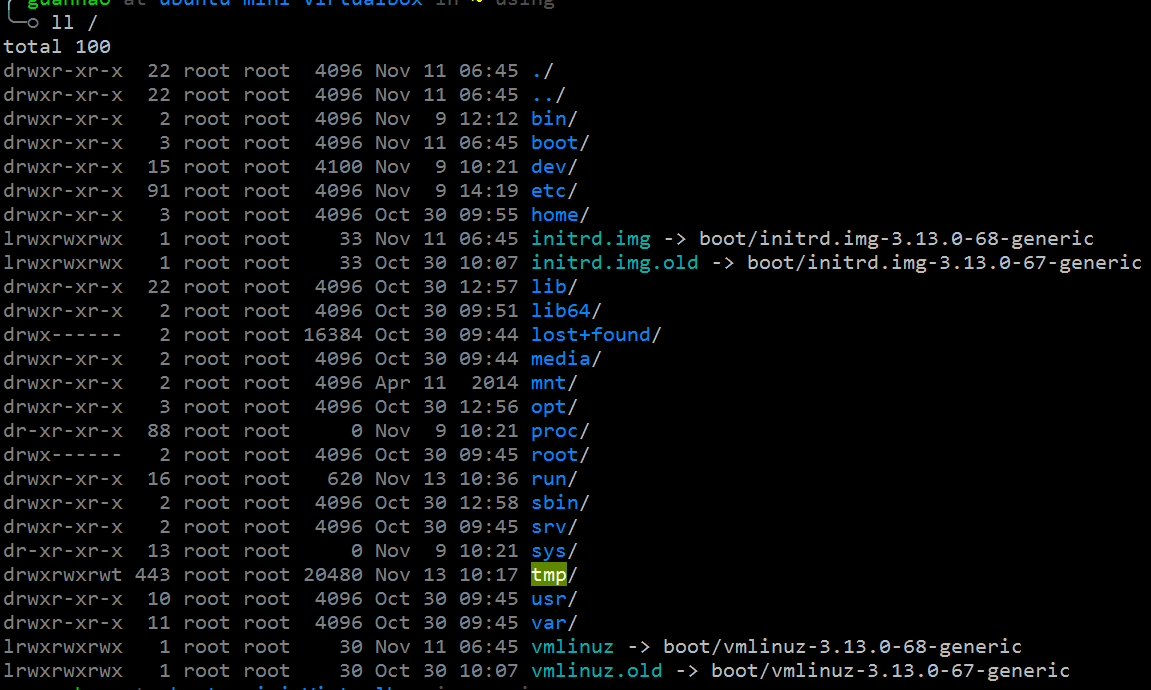 guanhao at ubuntu-mini-virtualbox in ~ using
╰─○ ll /
total 100
drwxr-xr-x  22 root root  4096 Nov 11 06:45 ./
drwxr-xr-x  22 root root  4096 Nov 11 06:45 ../
drwxr-xr-x   2 root root  4096 Nov  9 12:12 bin/
drwxr-xr-x   3 root root  4096 Nov 11 06:45 boot/
drwxr-xr-x  15 root root  4100 Nov  9 10:21 dev/
drwxr-xr-x  91 root root  4096 Nov  9 14:19 etc/
drwxr-xr-x   3 root root  4096 Oct 30 09:55 home/
lrwxrwxrwx   1 root root    33 Nov 11 06:45 initrd.img -> boot/initrd.img-3.13.0-68-generic
lrwxrwxrwx   1 root root    33 Oct 30 10:07 initrd.img.old -> boot/initrd.img-3.13.0-67-generic
drwxr-xr-x  22 root root  4096 Oct 30 12:57 lib/
drwxr-xr-x   2 root root  4096 Oct 30 09:51 lib64/
drwx------   2 root root 16384 Oct 30 09:44 lost+found/
drwxr-xr-x   2 root root  4096 Oct 30 09:44 media/
drwxr-xr-x   2 root root  4096 Apr 11  2014 mnt/
drwxr-xr-x   3 root root  4096 Oct 30 12:56 opt/
dr-xr-xr-x  88 root root     0 Nov  9 10:21 proc/
drwx------   2 root root  4096 Oct 30 09:45 root/
drwxr-xr-x  16 root root   620 Nov 13 10:36 run/
drwxr-xr-x   2 root root  4096 Oct 30 12:58 sbin/
drwxr-xr-x   2 root root  4096 Oct 30 09:45 srv/
dr-xr-xr-x  13 root root     0 Nov  9 10:21 sys/
drwxrwxrwt 443 root root 20480 Nov 13 10:17 tmp/
drwxr-xr-x  10 root root  4096 Oct 30 09:45 usr/
drwxr-xr-x  11 root root  4096 Oct 30 09:45 var/
lrwxrwxrwx   1 root root    30 Nov 11 06:45 vmlinuz -> boot/vmlinuz-3.13.0-68-generic
lrwxrwxrwx   1 root root    30 Oct 30 10:07 vmlinuz.old -> boot/vmlinuz-3.13.0-67-generic